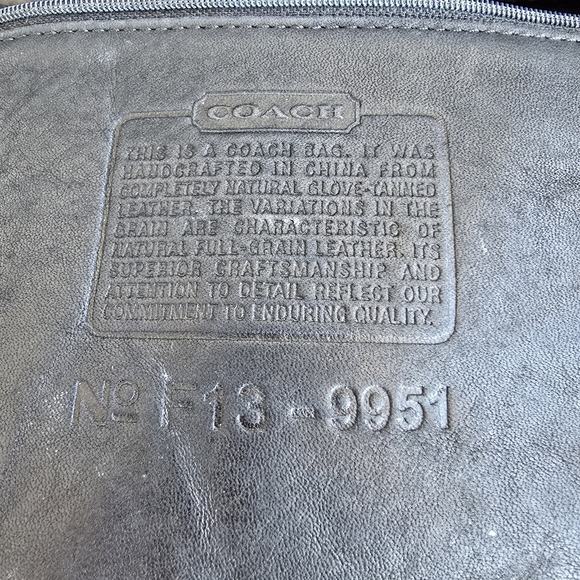 COACH
THIS IS A COACH BAG. IT WAS
HANDCRAFTED IN CHINA FROM
COMPLETELY NATURAL GLOVE-TANNED
LEATHER. THE VARIATIONS IN THE
GRAIN ARE CHARACTERISTIC OF
NATURAL FULL-GRAIN LEATHER. ITS
SUPERIOR CRAFTSMANSHIP AND
ATTENTION TO DETAIL REFLECT OUR
COMMITMENT TO ENDURING QUALITY.
Nº F13-9951